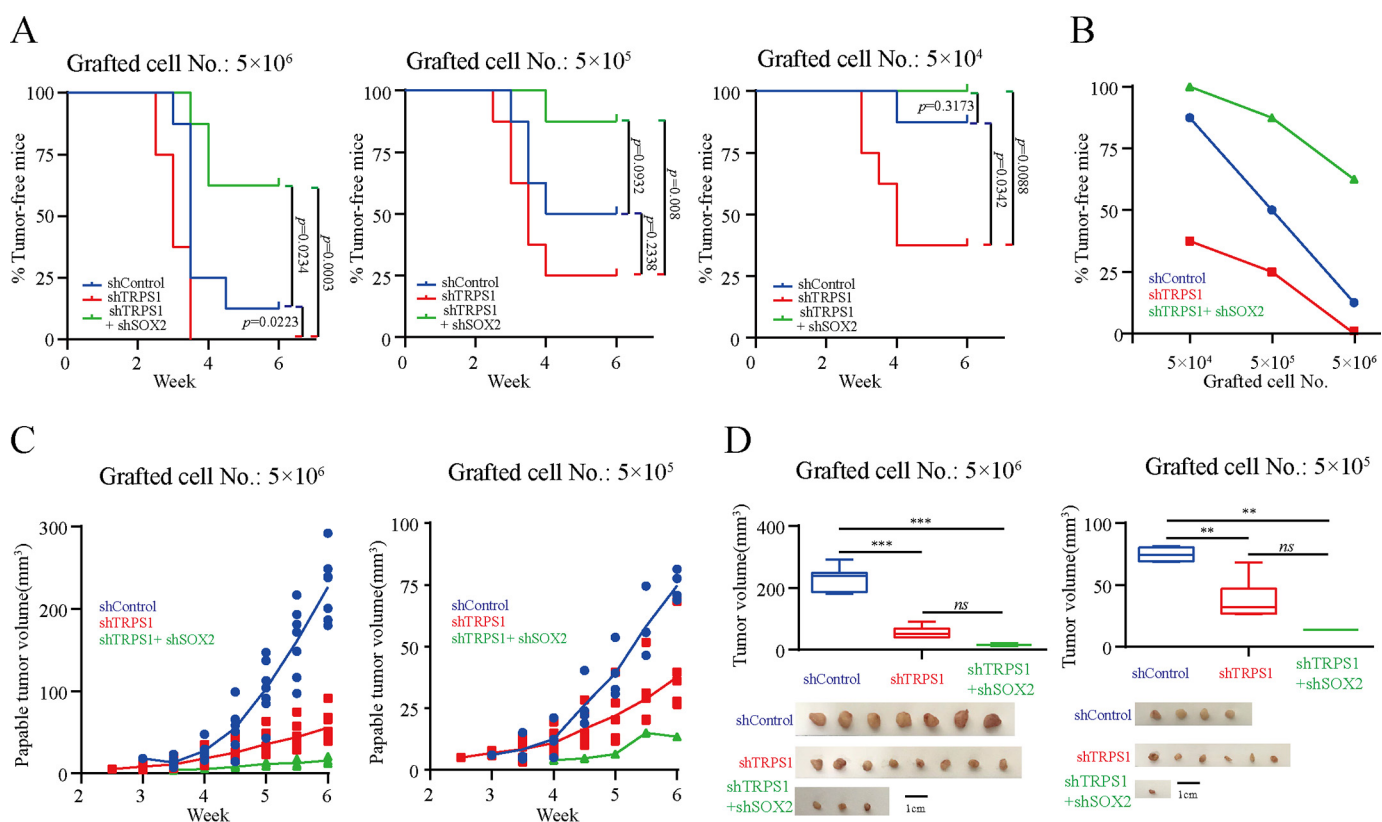 A
Grafted cell No.: 5×10⁶
100
75
50
25
0
% Tumor-free mice
0
2
4
6
Week
shControl
shTRPS1
shTRPS1
+ shSOX2
p=0.0234
p=0.0003
p=0.0223
Grafted cell No.: 5×10⁵
100
75
50
25
0
% Tumor-free mice
0
2
4
6
Week
shControl
shTRPS1
shTRPS1
+ shSOX2
p=0.0932
p=0.008
p=0.2338
Grafted cell No.: 5×10⁴
100
75
50
25
0
% Tumor-free mice
0
2
4
6
Week
shControl
shTRPS1
shTRPS1
+ shSOX2
p=0.3173
p=0.0342
p=0.0088
B
100
75
50
25
0
% Tumor-free mice
shControl
shTRPS1
shTRPS1+ shSOX2
5×10⁴
5×10⁵
5×10⁶
Grafted cell No.
C
Grafted cell No.: 5×10⁶
300
200
100
0
Papable tumor volume(mm³)
shControl
shTRPS1
shTRPS1+ shSOX2
2
3
4
5
6
Week
Grafted cell No.: 5×10⁵
100
75
50
25
0
Papable tumor volume(mm³)
shControl
shTRPS1
shTRPS1+ shSOX2
2
3
4
5
6
Week
D
Grafted cell No.: 5×10⁶
400
200
0
Tumor volume(mm³)
***
***
ns
shControl
shTRPS1
shTRPS1
+shSOX2
shControl
shTRPS1
shTRPS1
+shSOX2
1cm
Grafted cell No.: 5×10⁵
100
50
0
Tumor volume(mm³)
**
**
ns
shControl
shTRPS1
shTRPS1
+shSOX2
shControl
shTRPS1
shTRPS1
+shSOX2
1cm